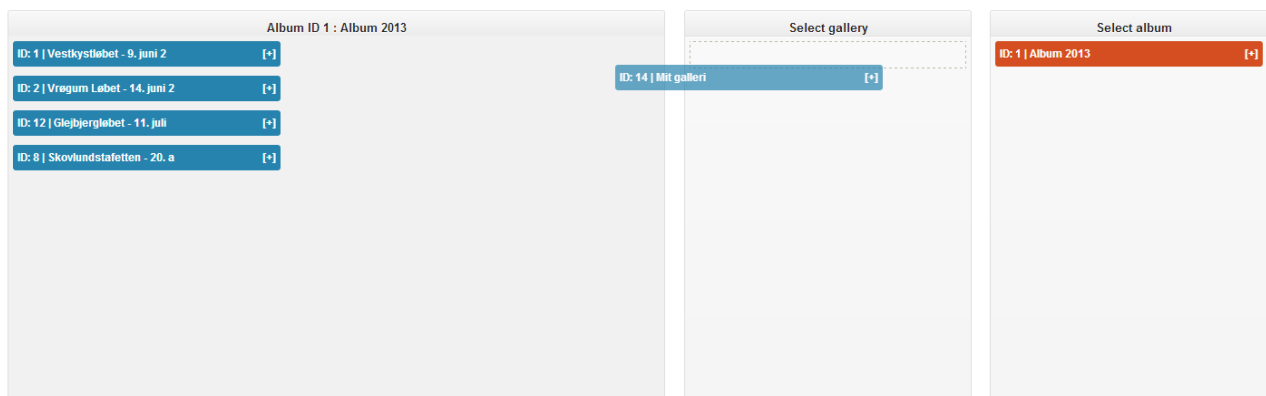 Album ID 1 : Album 2013
ID: 1 | Vestkystløbet - 9. juni 2 [+]
ID: 2 | Vrøgum Løbet - 14. juni 2 [+]
ID: 12 | Glejbjergløbet - 11. juli [+]
ID: 8 | Skovlundstafetten - 20. a [+]
Select gallery
ID: 14 | Mit galleri [+]
Select album
ID: 1 | Album 2013 [+]